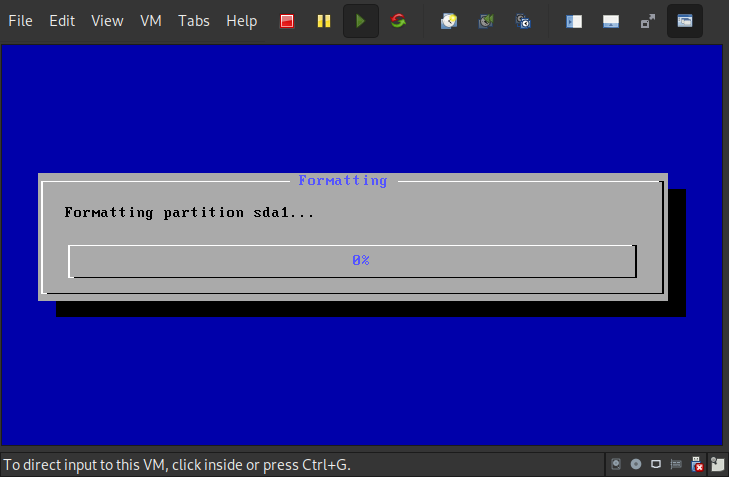 File Edit View VM Tabs Help
Formatting
Formatting partition sda1...
0%
To direct input to this VM, click inside or press Ctrl+G.